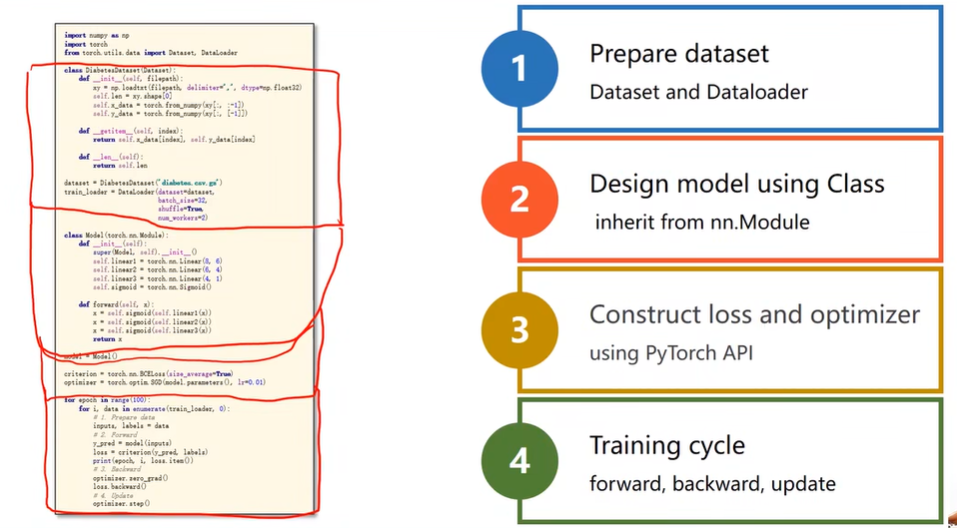 import numpy as np
import torch
from torch.utils.data import Dataset, DataLoader
class DiabetesDataset(Dataset):
def __init__(self, filepath):
xy = np.loadtxt(filepath, delimiter=',', dtype=np.float32)
self.len = xy.shape[0]
self.x_data = torch.from_numpy(xy[:, :-1])
self.y_data = torch.from_numpy(xy[:, [-1]])
def __getitem__(self, index):
return self.x_data[index], self.y_data[index]
def __len__(self):
return self.len
dataset = DiabetesDataset('diabetes.csv.gz')
train_loader = DataLoader(dataset=dataset,
batch_size=32,
shuffle=True,
num_workers=2)
class Model(torch.nn.Module):
def __init__(self):
super(Model, self).__init__()
self.linear1 = torch.nn.Linear(8, 6)
self.linear2 = torch.nn.Linear(6, 4)
self.linear3 = torch.nn.Linear(4, 1)
self.sigmoid = torch.nn.Sigmoid()
def forward(self, x):
x = self.sigmoid(self.linear1(x))
x = self.sigmoid(self.linear2(x))
x = self.sigmoid(self.linear3(x))
return x
model = Model()
criterion = torch.nn.BCELoss(size_average=True)
optimizer = torch.optim.SGD(model.parameters(), lr=0.01)
for epoch in range(100):
for i, data in enumerate(train_loader, 0):
# 1. Prepare data
inputs, labels = data
# 2. Forward
y_pred = model(inputs)
loss = criterion(y_pred, labels)
print(epoch, i, loss.item())
# 3. Backward
optimizer.zero_grad()
loss.backward()
# 4. Update
optimizer.step()
1
Prepare dataset
Dataset and Dataloader
2
Design model using Class
inherit from nn.Module
3
Construct loss and optimizer
using PyTorch API
4
Training cycle
forward, backward, update